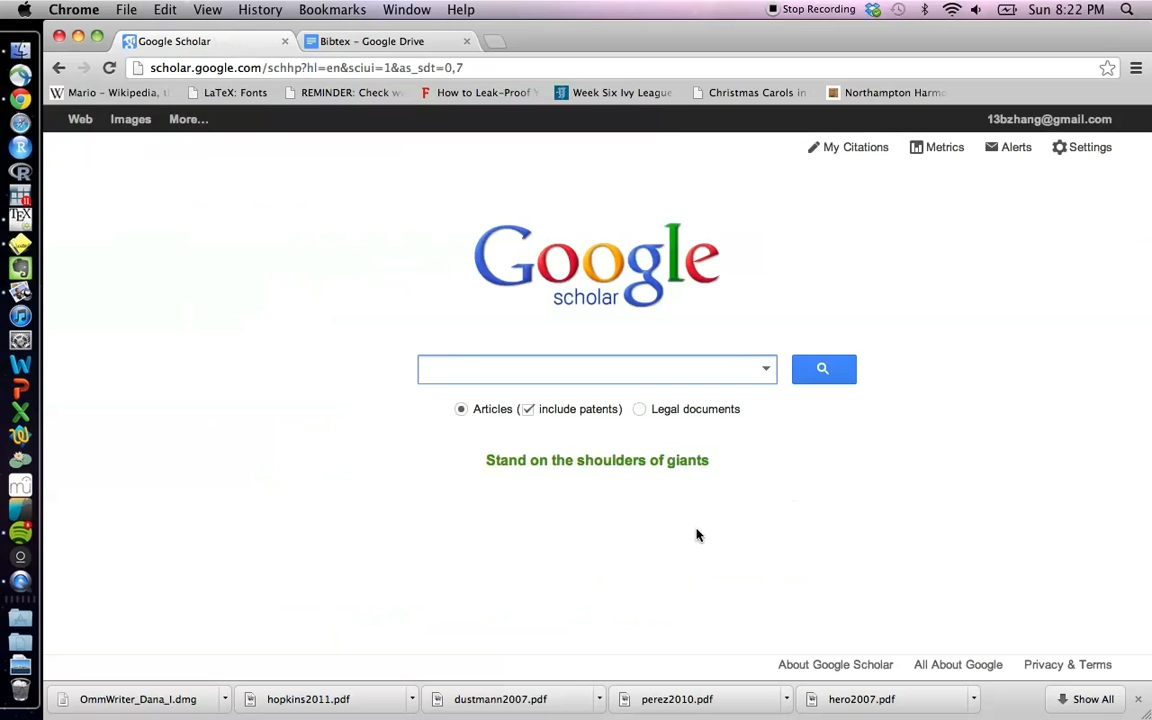 Chrome File Edit View History Bookmarks Window Help Stop Recording Sun 8:22 PM
Google Scholar Bibtex - Google Drive
scholar.google.com/schhp?hl=en&sciui=1&as_sdt=0,7
W Mario - Wikipedia, t LaTeX: Fonts REMINDER: Check w How to Leak-Proof Week Six Ivy League Christmas Carols in Northampton Harm
Web Images More... 13bzhang@gmail.com
My Citations Metrics Alerts Settings
Google
scholar
Articles ( include patents) Legal documents
Stand on the shoulders of giants
About Google Scholar All About Google Privacy & Terms
OmmWriter_Dana_I.dmg hopkins2011.pdf dustmann2007.pdf perez2010.pdf hero2007.pdf Show All